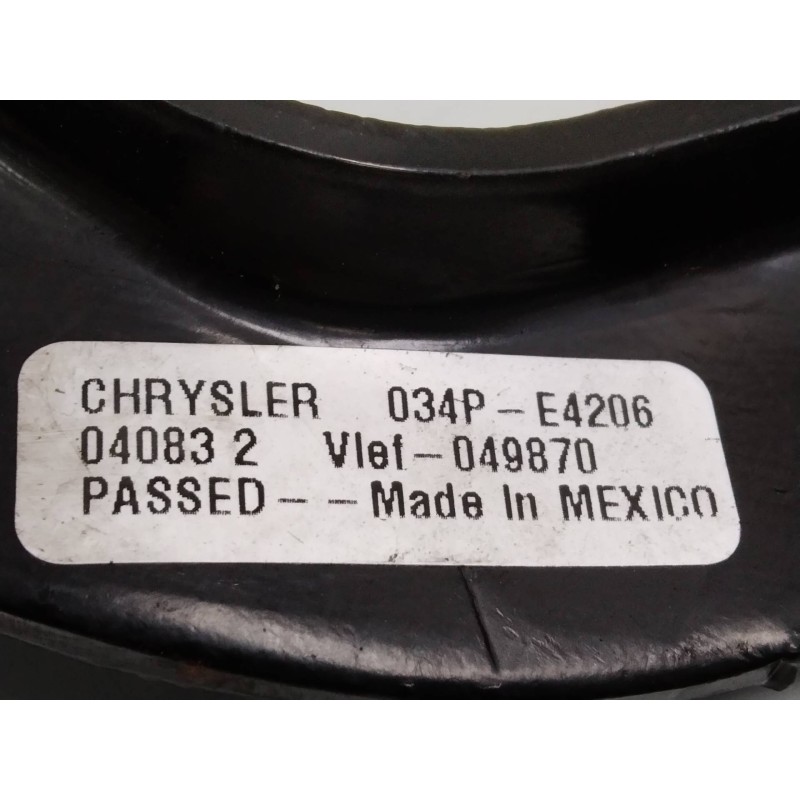 CHRYSLER 034P-E4206
04083 2 Vlef-049870
PASSED---Made In MEXICO